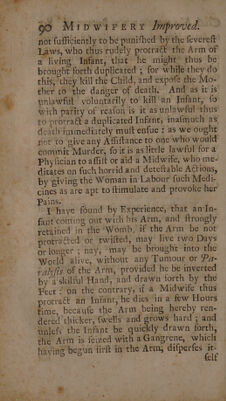 90 MIDWIFERY Improved.
not sufficiently to be punished by the severest
Laws, who thus rudely protract the Arm of
a living Infant, that he might thus be
brought forth duplicated ; for while they do
this, they kill the Child, and expose the Mo-
ther to the danger of death. And as it is
unlawful voluntarily to kill an Infant, so
with parity of reason is it as unlawful thus
to protract a duplicated Infant, inasmuch as
death immediately must ensue : as we ought
not to give any Assistance to one who would
commit Murder, so it is as little lawful for a
Physician to assist or aid a Midwife, who me-
ditates on such horrid and detestable Actions,
by giving the Woman in Labour such Medi-
cines as are apt to stimulate and provoke her
Pains.
I have found by Experience, that an In-
fant coming out with his Arm, and strongly
retained in the Womb, if the Arm be not
protracted or twisted, may live two Days
or longer ; nay, may be brought into the
World alive, without any Tumour or Pa-
ralysis of the Arm, provided he be inverted
by a skilful Hand, and drawn forth by the
Feet : on the contrary, if a Midwife thus
protract an Infant, he dies in a few Hours
time, because the Arm being hereby ren-
dered thicker, swells and grows hard ; and
unless the Infant be quickly drawn forth,
the Arm is seized with a Gangrene, which
having begun first in the Arm, disperses it-
self